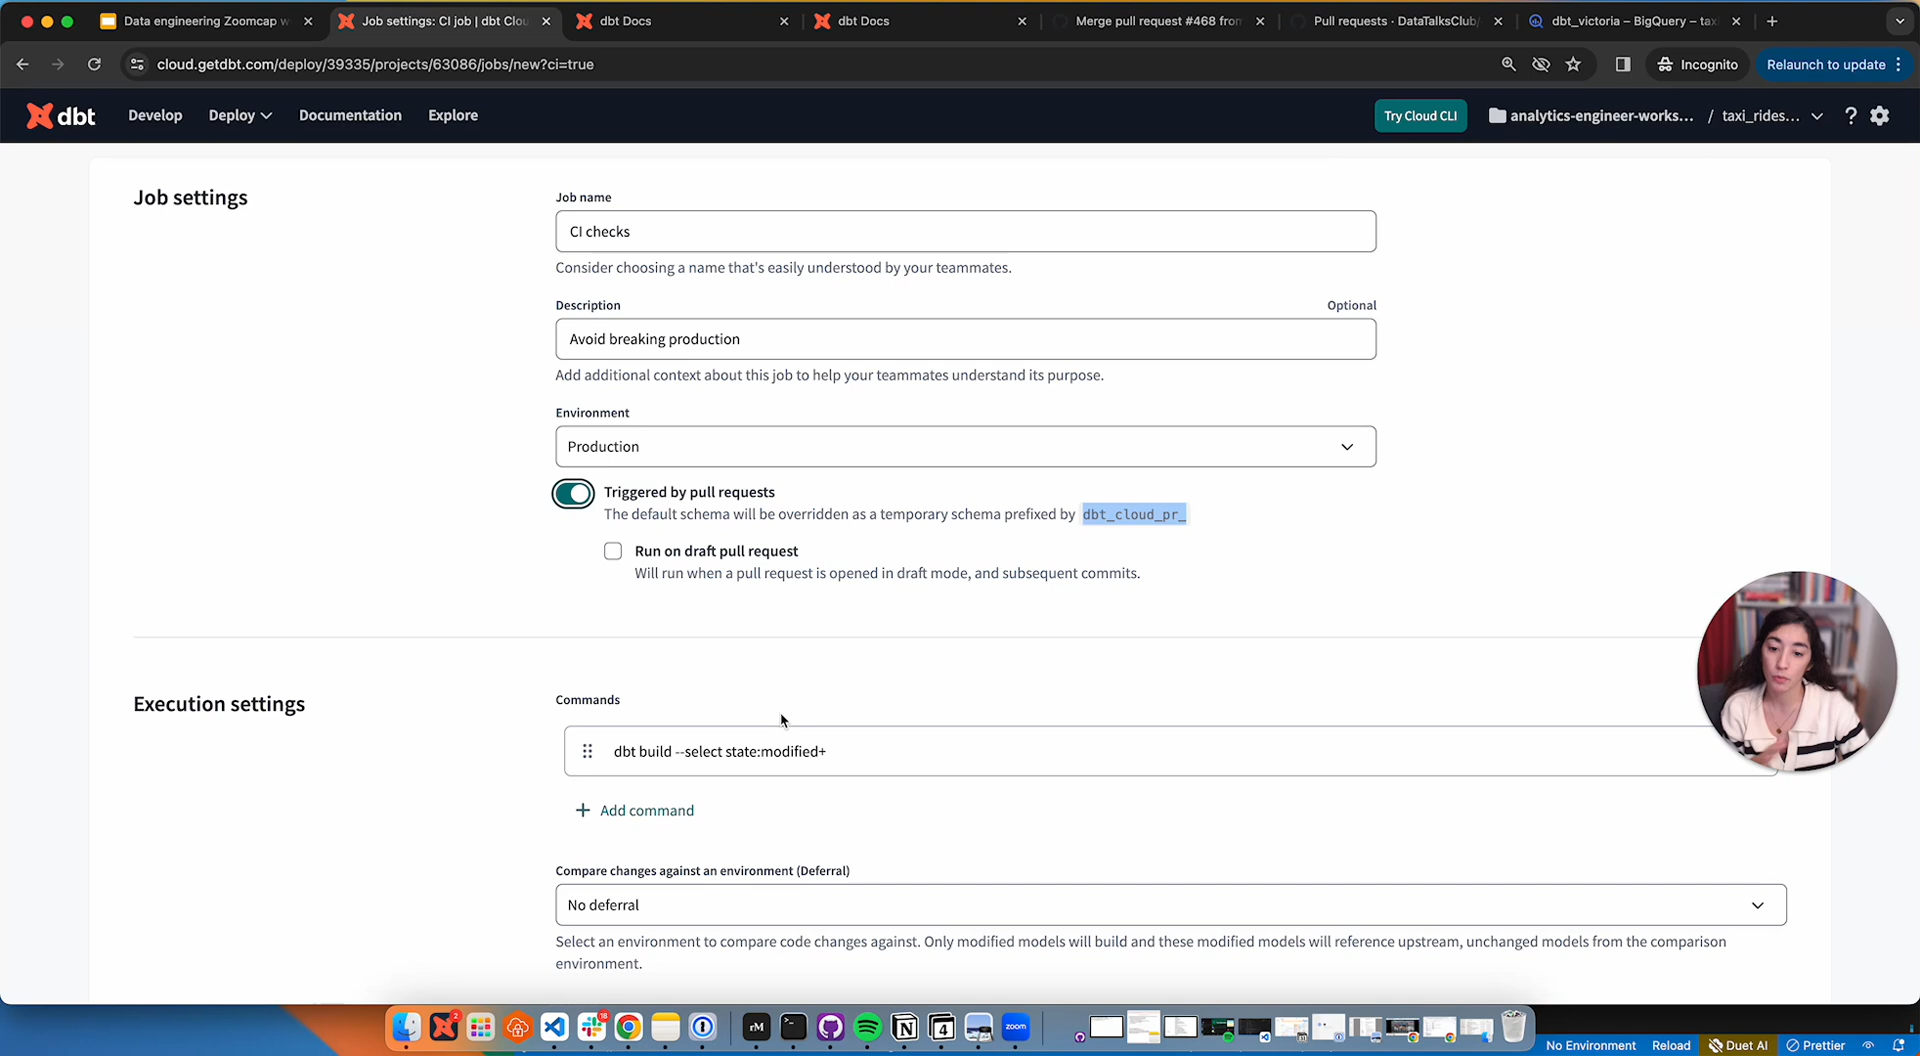 Data engineering Zoomcap w
Job settings: CI job | dbt Clou
dbt Docs
dbt Docs
Merge pull request #468 from
Pull requests · DataTalksClub/
dbt_victoria – BigQuery – taxi
cloud.getdbt.com/deploy/39335/projects/63086/jobs/new?ci=true
Incognito
Relaunch to update
dbt
Develop
Deploy
Documentation
Explore
Try Cloud CLI
analytics-engineer-works...
/
taxi_rides...
?
Job settings
Job name
CI checks
Consider choosing a name that's easily understood by your teammates.
Description
Optional
Avoid breaking production
Add additional context about this job to help your teammates understand its purpose.
Environment
Production
Triggered by pull requests
The default schema will be overridden as a temporary schema prefixed by dbt_cloud_pr_
Run on draft pull request
Will run when a pull request is opened in draft mode, and subsequent commits.
Execution settings
Commands
dbt build --select state:modified+
+ Add command
Compare changes against an environment (Deferral)
No deferral
Select an environment to compare code changes against. Only modified models will build and these modified models will reference upstream, unchanged models from the comparison
environment.
2
18
rM
4
zoom
No Environment
Reload
Duet AI
Prettier